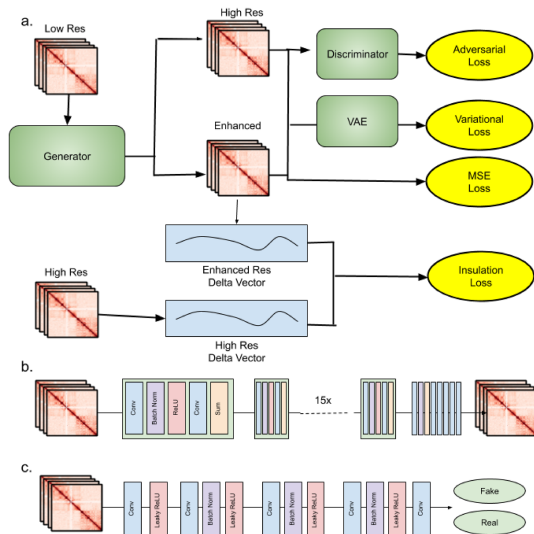 a.
Low Res
High Res
Generator
Discriminator
Adversarial
Loss
Enhanced
VAE
Variational
Loss
MSE
Loss
High Res
Enhanced Res
Delta Vector
Insulation
Loss
High Res
Delta Vector
b.
Conv
Batch Norm
ReLU
Conv
Sum
15x
c.
Conv
Leaky ReLU
Conv
Batch Norm
Leaky ReLU
Conv
Batch Norm
Leaky ReLU
Conv
Batch Norm
Leaky ReLU
Conv
Fake
Real